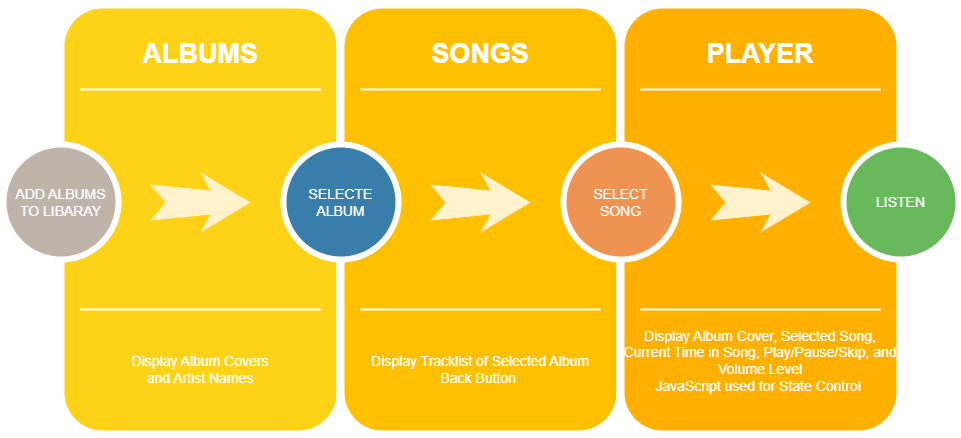 ALBUMS
SONGS
PLAYER
ADD ALBUMS
TO LIBARAY
SELECTE
ALBUM
SELECT
SONG
LISTEN
Display Album Covers
and Artist Names
Display Tracklist of Selected Album
Back Button
Display Album Cover, Selected Song,
Current Time in Song, Play/Pause/Skip, and
Volume Level
JavaScript used for State Control